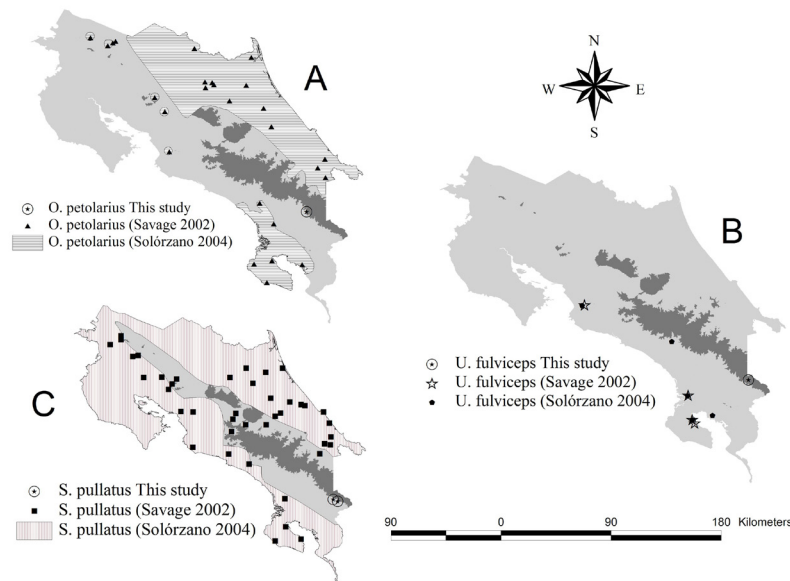 A
O. petolarius This study
O. petolarius (Savage 2002)
O. petolarius (Solórzano 2004)
N
W
E
S
B
U. fulviceps This study
U. fulviceps (Savage 2002)
U. fulviceps (Solórzano 2004)
C
S. pullatus This study
S. pullatus (Savage 2002)
S. pullatus (Solórzano 2004)
90 0 90 180 Kilometers